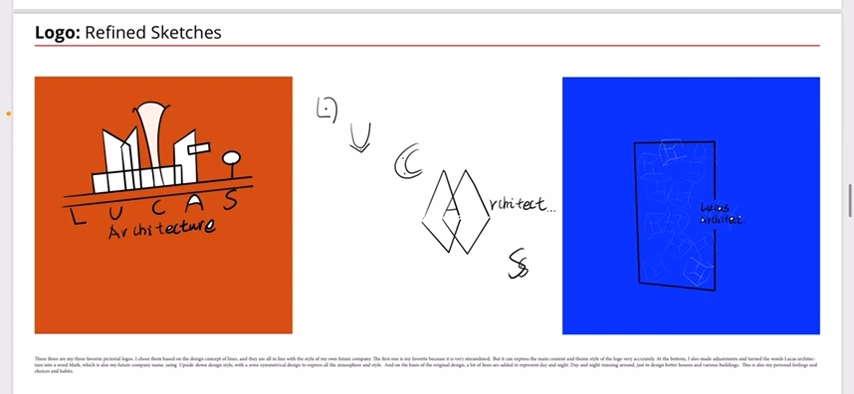 Logo: Refined Sketches
L U C A S
Architecture
L
U
C
Architect...
S
Lucas
Architect.
These there are my three favorite pictorial logos. I chose them based on the design concept of lines, and they are all in line with the style of my own future company. The first one is my favorite because it is very streamlined. But it can express the main content and theme style of the logo very accurately. At the bottom, I also made adjustments and turned the words Lucas architec-
ture into a word mark, which is also my future company name, using Upside-down design style, with a semi-symmetrical design to express all the atmosphere and style. And on the basis of the original design, a lot of lines are added to represent day and night. Day and night running around, just to design better houses and various buildings. This is also my personal feelings and
choices and habits.